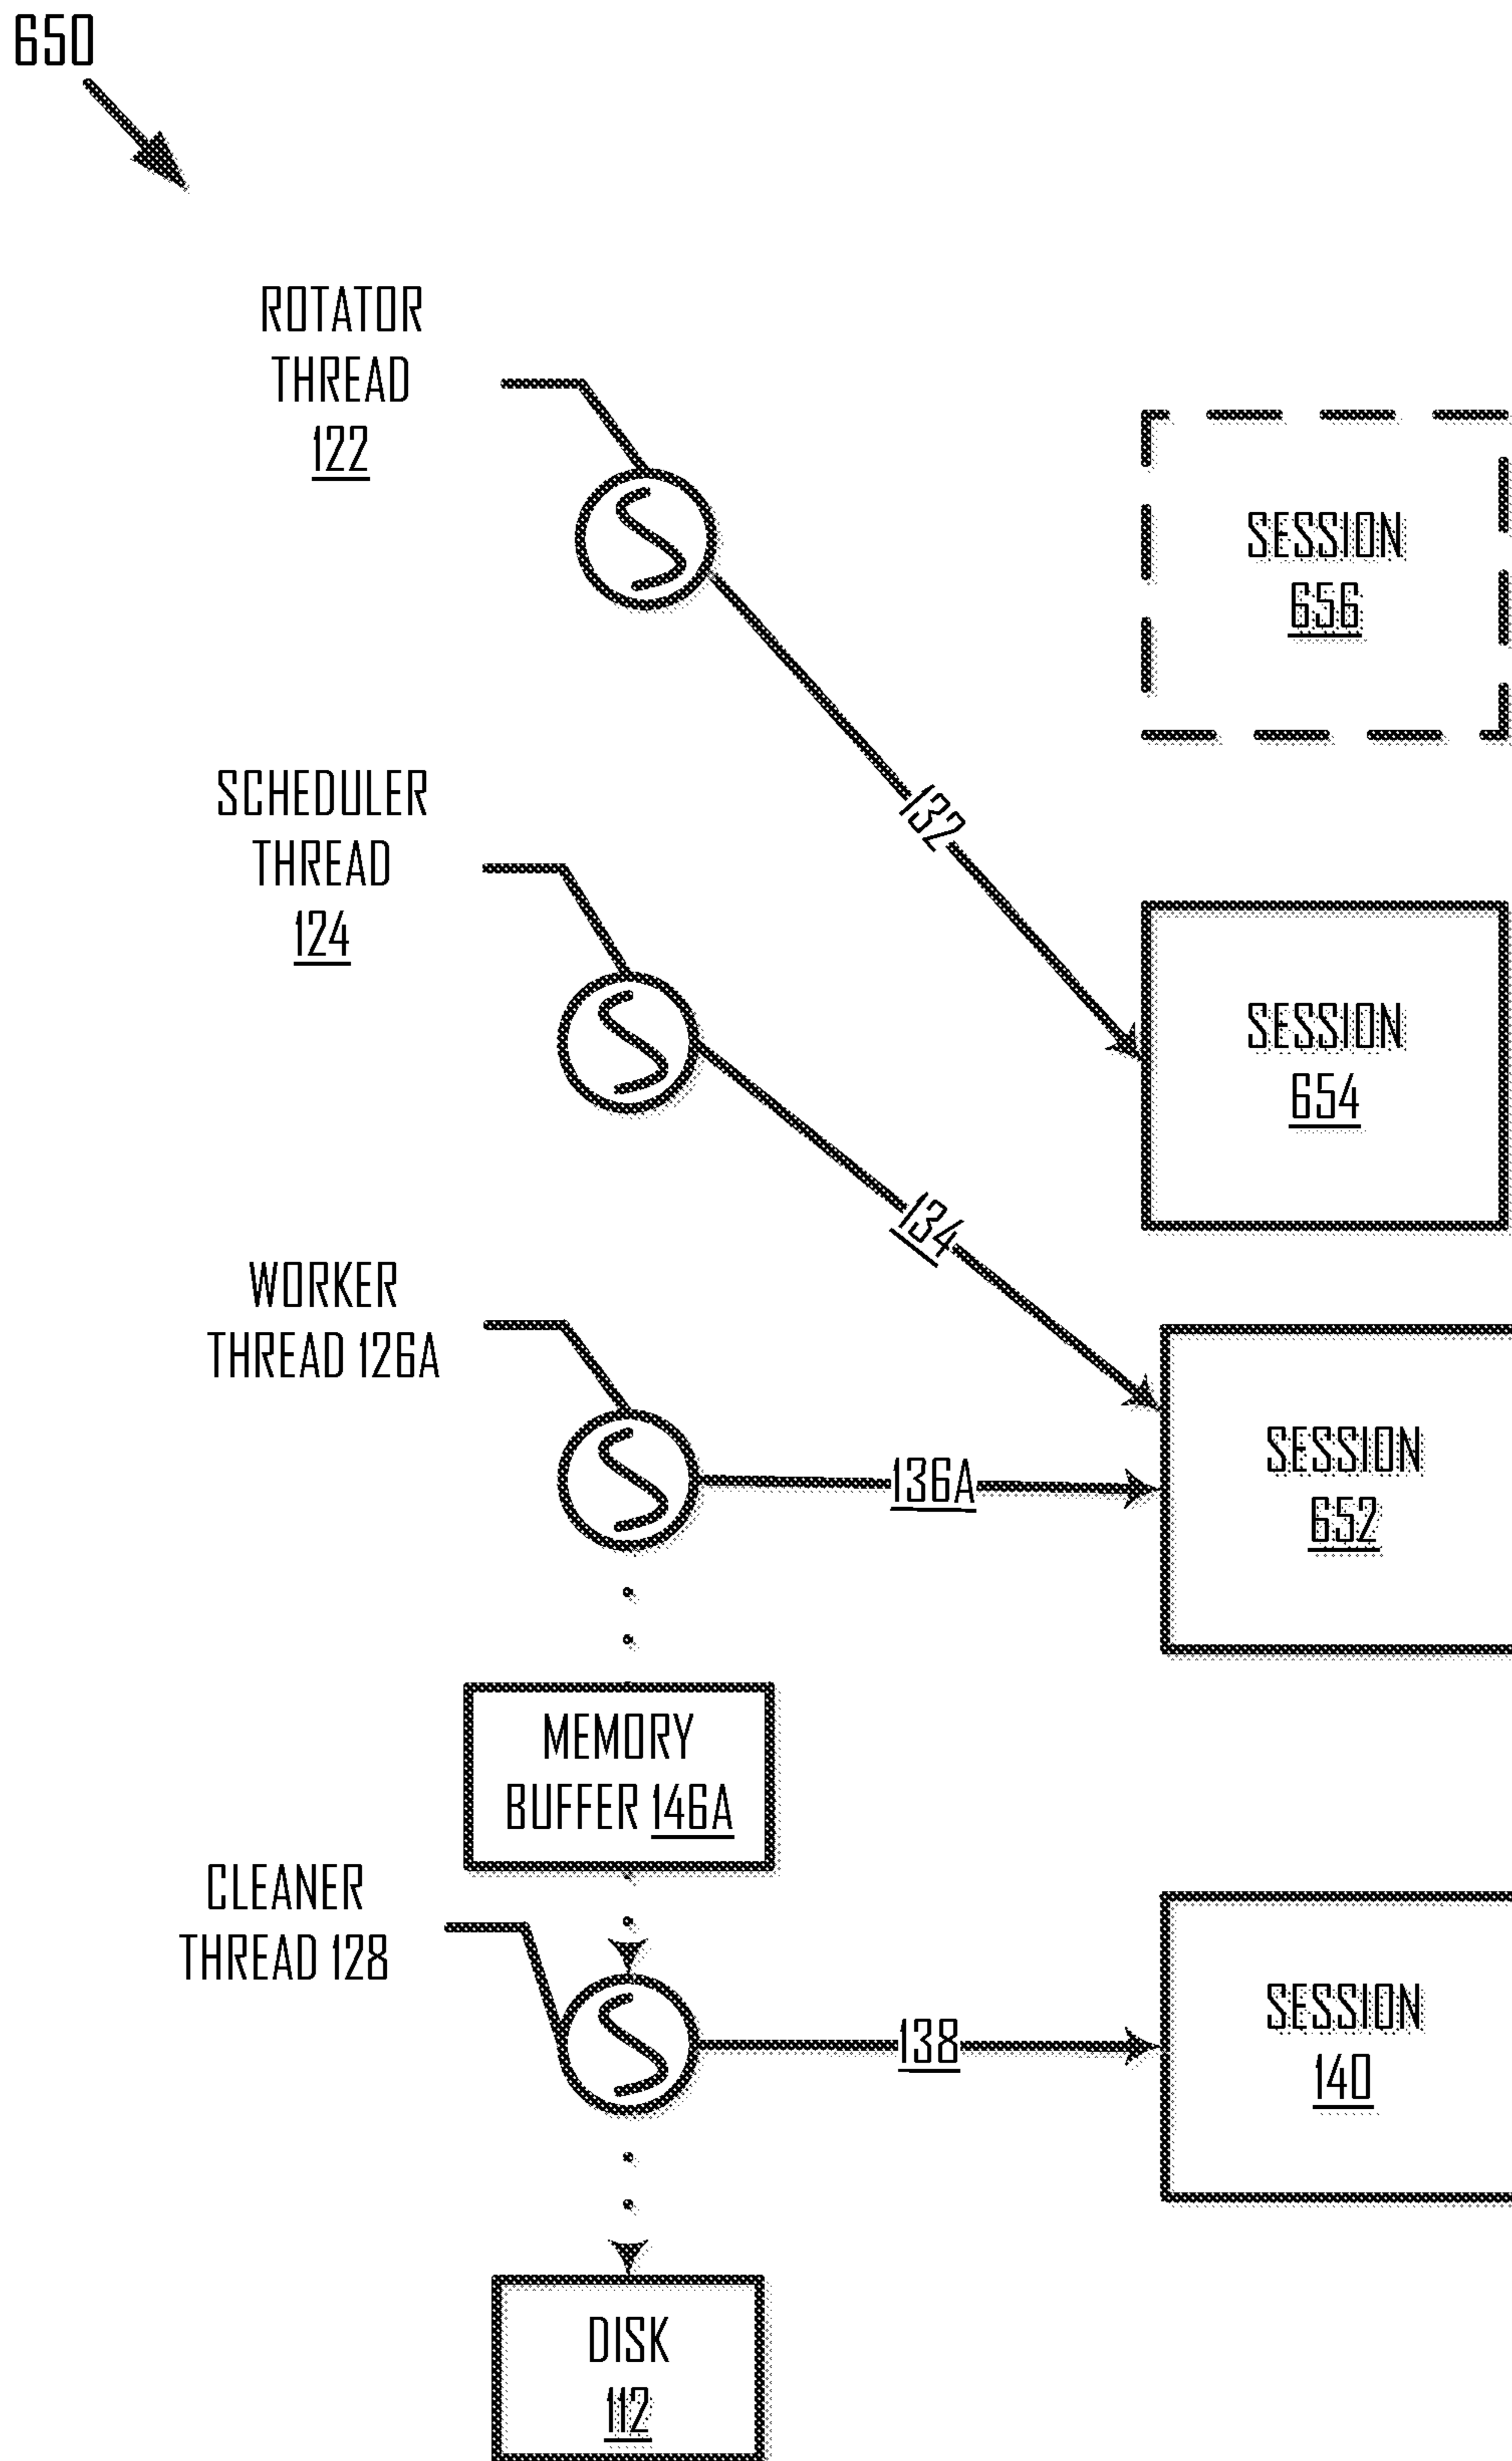 650
ROTATOR
THREAD
122
SESSION
656
132
SCHEDULER
THREAD
124
SESSION
654
134
WORKER
THREAD 126A
136A
SESSION
652
MEMORY
BUFFER 146A
CLEANER
THREAD 128
138
SESSION
140
DISK
112